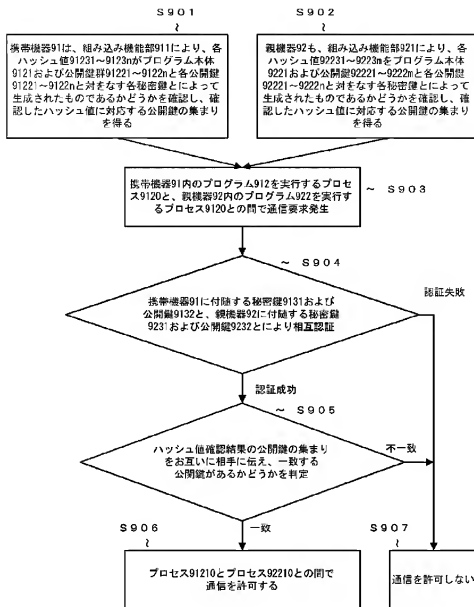 S901
携帯機器91は、組み込み機能部911により、各
ハッシュ値91231~9123nがプログラム本体
9121および公開鍵群91221~9122nと各公開鍵
91221~9122nと対をなす各秘密鍵とによって
生成されたものであるかどうかを確認し、確
認したハッシュ値に対応する公開鍵の集まり
を得る
S902
親機器92も、組み込み機能部921により、各
ハッシュ値92231~9223mをプログラム本体
9221および公開鍵22221~9222mと各公開鍵
92221~9222mと対をなす各秘密鍵とによって
生成されたものであるかどうかを確認し、確
認したハッシュ値に対応する公開鍵の集まり
を得る
S903
携帯機器91内のプログラム912を実行するプロセ
ス9120と、親機器92内のプログラム922を実行す
るプロセス9120との間で通信要求発生
S904
携帯機器91に付随する秘密鍵9131および
公開鍵9132と、親機器92に付随する秘密鍵
9231および公開鍵9232とにより相互認証
認証失敗
認証成功
S905
ハッシュ値確認結果の公開鍵の集まり
をお互いに相手に伝え、一致する
公開鍵があるかどうかを判定
不一致
一致
S906
プロセス91210とプロセス92210との間で
通信を許可する
S907
通信を許可しない